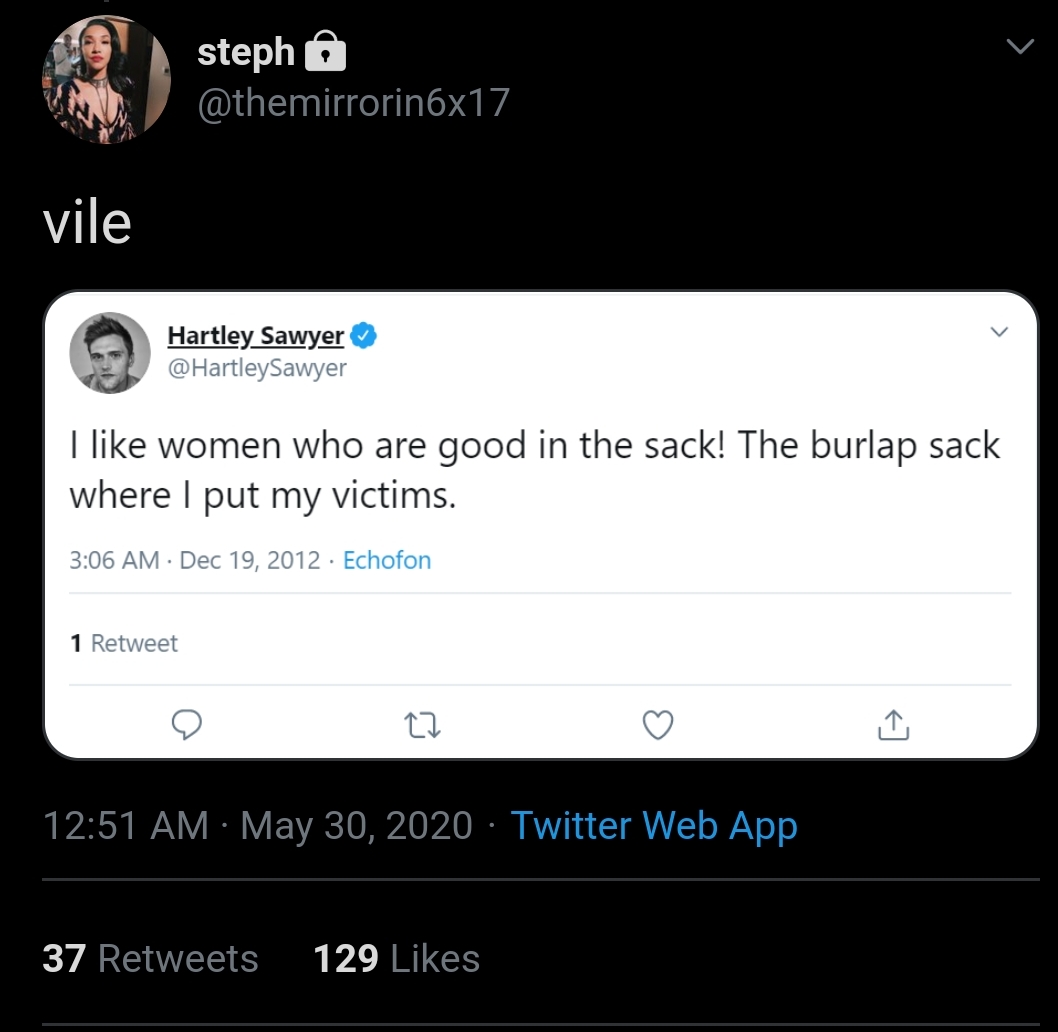 steph
@themirrorin6x17
vile
Hartley Sawyer
@HartleySawyer
I like women who are good in the sack! The burlap sack
where I put my victims.
3:06 AM · Dec 19, 2012 · Echofon
1 Retweet
12:51 AM · May 30, 2020 · Twitter Web App
37 Retweets 129 Likes